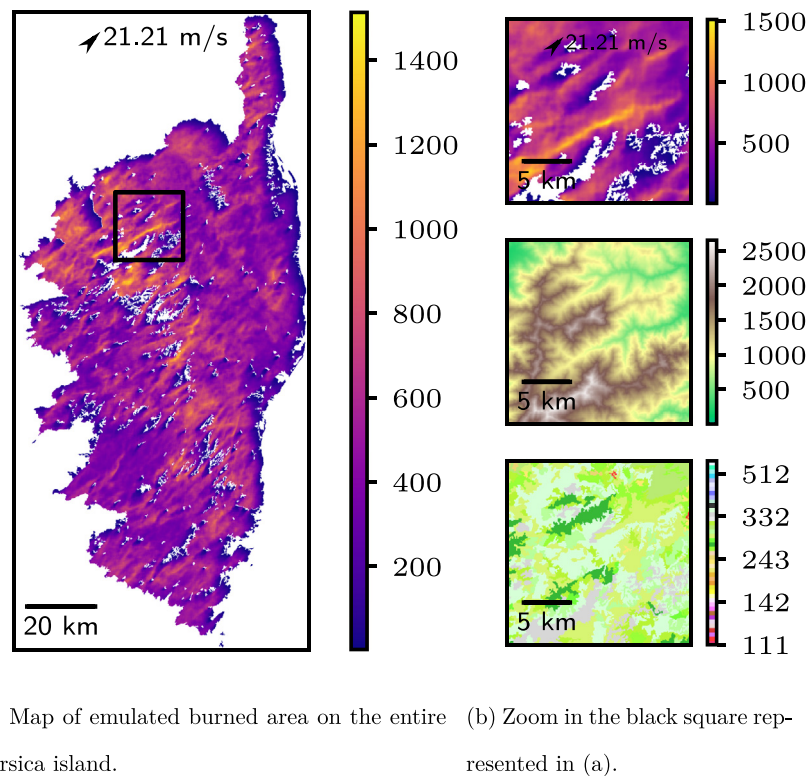 21.21 m/s
1400
1200
1000
800
600
400
200
20 km
21.21 m/s
5 km
1500
1000
500
5 km
2500
2000
1500
1000
500
5 km
512
332
243
142
111
Map of emulated burned area on the entire
rsica island.
(b) Zoom in the black square rep-
resented in (a).